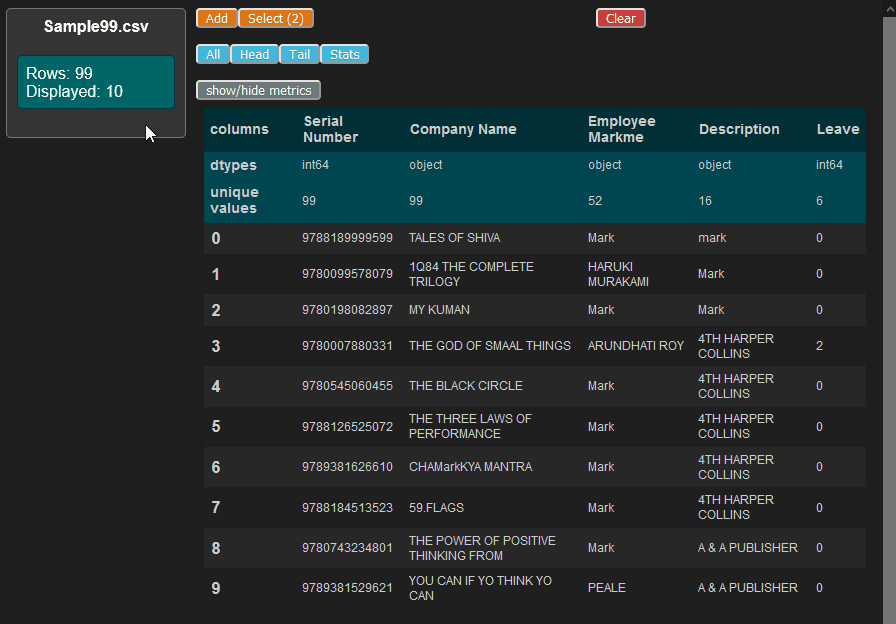 Sample99.csv
Rows: 99
Displayed: 10
Add Select (2) Clear
All Head Tail Stats
show/hide metrics
columns Serial Number Company Name Employee Markme Description Leave
dtypes int64 object object object int64
unique values 99 99 52 16 6
0 9788189999599 TALES OF SHIVA Mark mark 0
1 9780099578079 1Q84 THE COMPLETE TRILOGY HARUKI MURAKAMI Mark 0
2 9780198082897 MY KUMAN Mark Mark 0
3 9780007880331 THE GOD OF SMAAL THINGS ARUNDHATI ROY 4TH HARPER COLLINS 2
4 9780545060455 THE BLACK CIRCLE Mark 4TH HARPER COLLINS 0
5 9788126525072 THE THREE LAWS OF PERFORMANCE Mark 4TH HARPER COLLINS 0
6 9789381626610 CHAMarkKYA MANTRA Mark 4TH HARPER COLLINS 0
7 9788184513523 59.FLAGS Mark 4TH HARPER COLLINS 0
8 9780743234801 THE POWER OF POSITIVE THINKING FROM Mark A & A PUBLISHER 0
9 9789381529621 YOU CAN IF YO THINK YO CAN PEALE A & A PUBLISHER 0